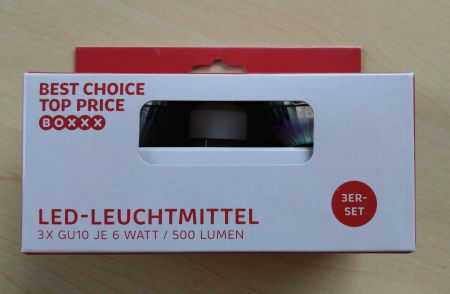 BEST CHOICE
TOP PRICE
BOXXX
3ER-
SET
LED-LEUCHTMITTEL
3X GU10 JE 6 WATT / 500 LUMEN